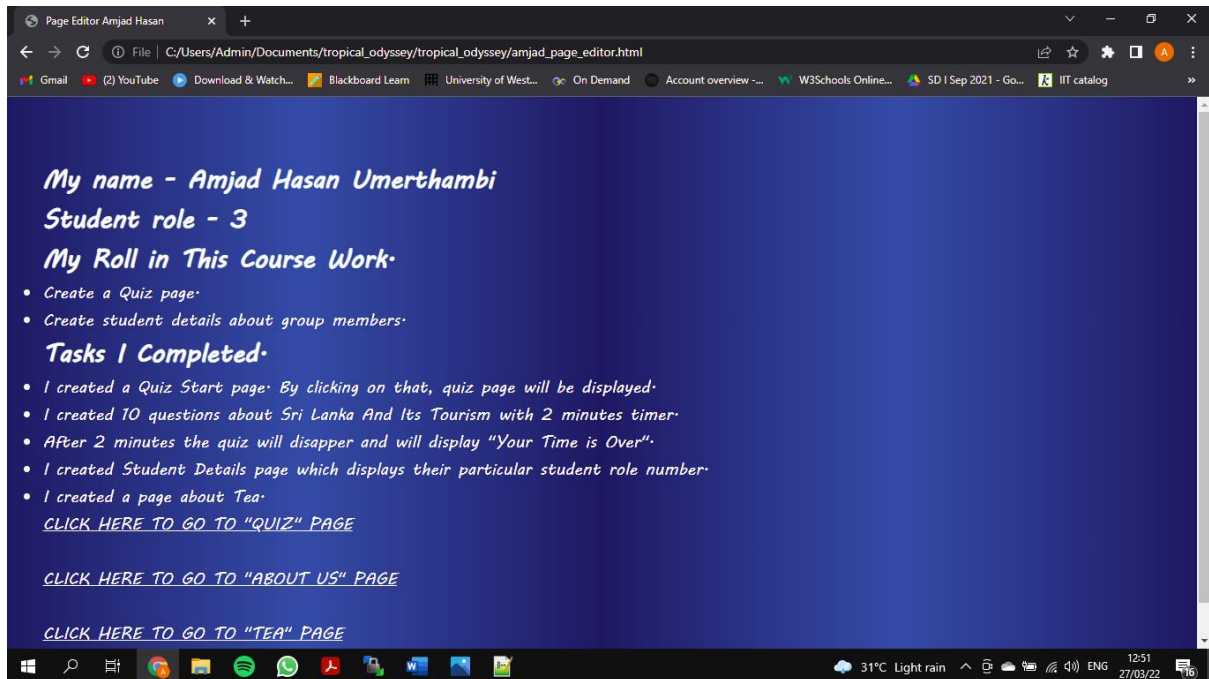 Page Editor Amjad Hasan
File | C:/Users/Admin/Documents/tropical_odyssey/tropical_odyssey/amjad_page_editor.html
A
Gmail (2) YouTube Download & Watch... Blackboard Learn University of West... On Demand Account overview -... W3Schools Online... SD I Sep 2021 - Go... IIT catalog »
My name - Amjad Hasan Umerthambi
Student role - 3
My Roll in This Course Work.
• Create a Quiz page.
• Create student details about group members.
Tasks I Completed.
• I created a Quiz Start page. By clicking on that, quiz page will be displayed.
• I created 10 questions about Sri Lanka And Its Tourism with 2 minutes timer.
• After 2 minutes the quiz will disapper and will display "Your Time is Over".
• I created Student Details page which displays their particular student role number.
• I created a page about Tea.
CLICK HERE TO GO TO "QUIZ" PAGE
CLICK HERE TO GO TO "ABOUT US" PAGE
CLICK HERE TO GO TO "TEA" PAGE
31°C Light rain ENG 12:51
27/03/22 16